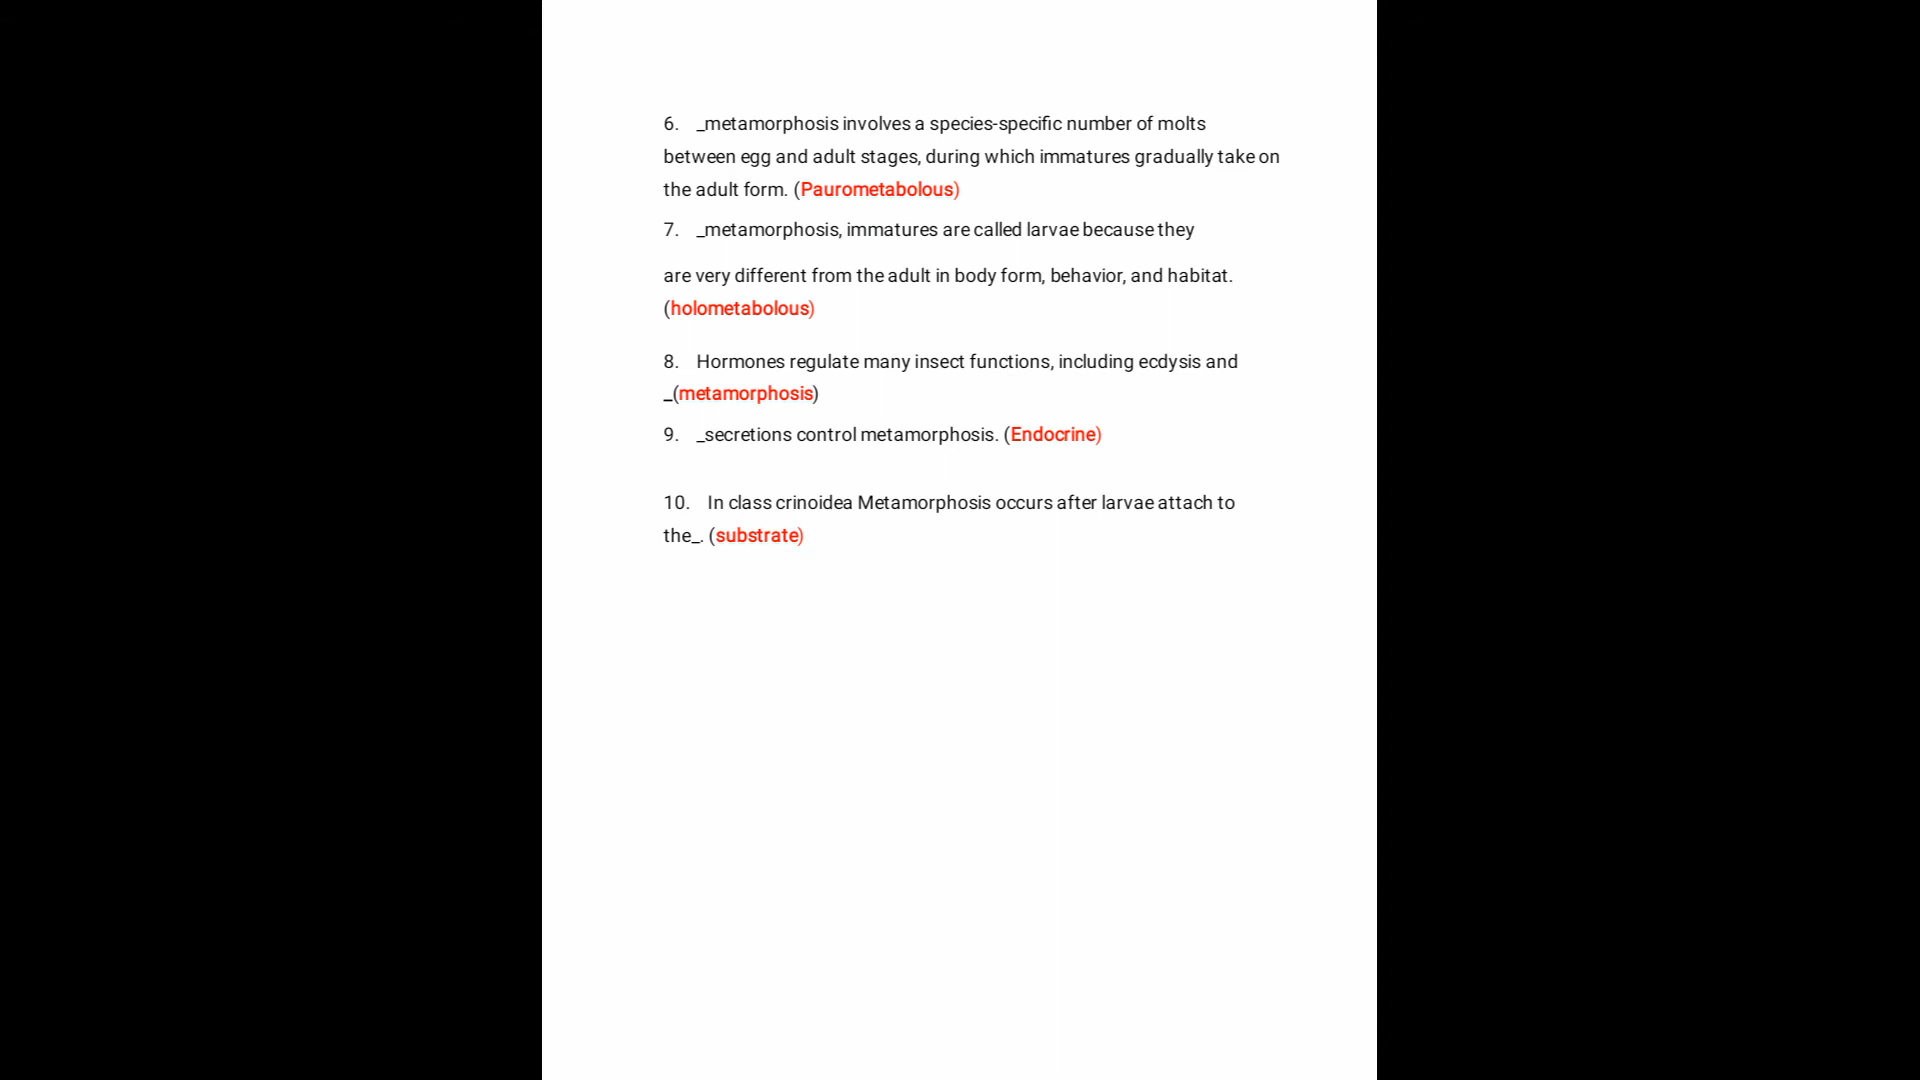 6. _metamorphosis involves a species-specific number of molts
between egg and adult stages, during which immatures gradually take on
the adult form. (Paurometabolous)
7. _metamorphosis, immatures are called larvae because they
are very different from the adult in body form, behavior, and habitat.
(holometabolous)
8. Hormones regulate many insect functions, including ecdysis and
_(metamorphosis)
9. _secretions control metamorphosis. (Endocrine)
10. In class crinoidea Metamorphosis occurs after larvae attach to
the_. (substrate)